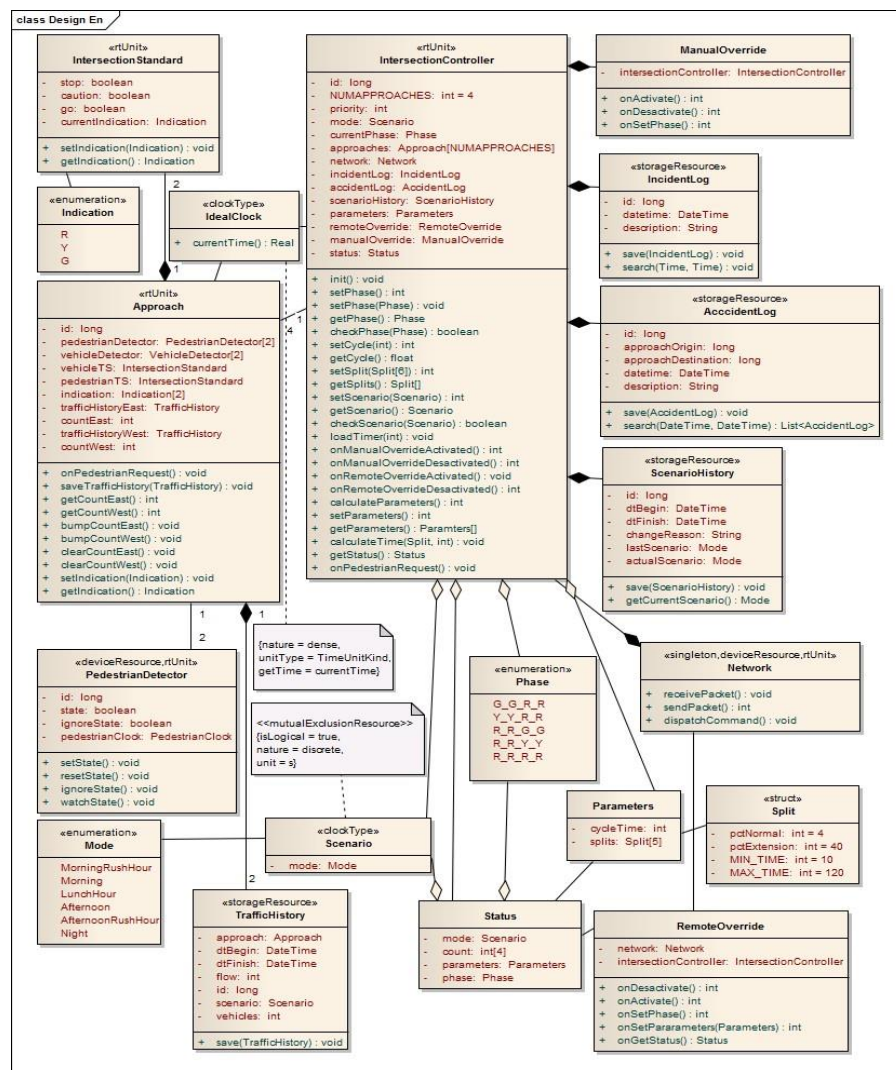 class Design En
«rtUnit»
IntersectionStandard
- stop: boolean
- caution: boolean
- go: boolean
- currentIndication: Indication
+ setIndication(Indication) : void
+ getIndication() : Indication
«enumeration»
Indication
R
Y
G
«clockType»
IdealClock
+ currentTime() : Real
2
1
«rtUnit»
Approach
- id: long
- pedestrianDetector: PedestrianDetector[2]
- vehicleDetector: VehicleDetector[2]
- vehicleTS: IntersectionStandard
- pedestrianTS: IntersectionStandard
- indication: Indication[2]
- trafficHistoryEast: TrafficHistory
- countEast: int
- trafficHistoryWest: TrafficHistory
- countWest: int
+ onPedestrianRequest() : void
+ saveTrafficHistory(TrafficHistory) : void
+ getCountEast() : int
+ getCountWest() : int
+ bumpCountEast() : void
+ bumpCountWest() : void
+ clearCountEast() : void
+ clearCountWest() : void
+ setIndication(Indication) : void
+ getIndication() : Indication
1
4
1
2
1
2
«rtUnit»
IntersectionController
- id: long
- NUMAPPROACHES: int = 4
- priority: int
- mode: Scenario
- currentPhase: Phase
- approaches: Approach[NUMAPPROACHES]
- network: Network
- incidentLog: IncidentLog
- accidentLog: AccidentLog
- scenarioHistory: ScenarioHistory
- parameters: Parameters
- remoteOverride: RemoteOverride
- manualOverride: ManualOverride
- status: Status
+ init() : void
+ setPhase() : int
+ setPhase(Phase) : void
+ getPhase() : Phase
+ checkPhase(Phase) : boolean
+ setCycle(int) : int
+ getCycle() : float
+ setSplit(Split[6]) : int
+ getSplits() : Split[]
+ setScenario(Scenario) : int
+ getScenario() : Scenario
+ checkScenario(Scenario) : boolean
+ loadTimer(int) : void
+ onManualOverrideActivated() : int
+ onManualOverrideDesactivated() : int
+ onRemoteOverrideActivated() : void
+ onRemoteOverrideDesactivated() : int
+ calculateParameters() : int
+ setParameters() : int
+ getParameters() : Paramters[]
+ calculateTime(Split, int) : void
+ getStatus() : Status
+ onPedestrianRequest() : void
ManualOverride
- intersectionController: IntersectionController
+ onActivate() : int
+ onDesactivate() : int
+ onSetPhase() : int
«storageResource»
IncidentLog
- id: long
- datetime: DateTime
- description: String
+ save(IncidentLog) : void
+ search(Time, Time) : void
«storageResource»
AcccidentLog
- id: long
- approachOrigin: long
- approachDestination: long
- datetime: DateTime
- description: String
+ save(AccidentLog) : void
+ search(DateTime, DateTime) : List<AccidentLog>
«storageResource»
ScenarioHistory
- id: long
- dtBegin: DateTime
- dtFinish: DateTime
- changeReason: String
- lastScenario: Mode
- actualScenario: Mode
+ save(ScenarioHistory) : void
+ getCurrentScenario() : Mode
«deviceResource,rtUnit»
PedestrianDetector
- id: long
- state: boolean
- ignoreState: boolean
- pedestrianClock: PedestrianClock
+ setState() : void
+ resetState() : void
+ ignoreState() : void
+ watchState() : void
{nature = dense,
unitType = TimeUnitKind,
getTime = currentTime}
<<mutualExclusionResource>>
{isLogical = true,
nature = discrete,
unit = s}
«enumeration»
Phase
G_G_R_R
Y_Y_R_R
R_R_G_G
R_R_Y_Y
R_R_R_R
«singleton,deviceResource,rtUnit»
Network
+ receivePacket() : void
+ sendPacket() : int
+ dispatchCommand() : void
«enumeration»
Mode
MorningRushHour
Morning
LunchHour
Afternoon
AfternoonRushHour
Night
«clockType»
Scenario
- mode: Mode
Parameters
- cycleTime: int
- splits: Split[5]
«struct»
Split
- pctNormal: int = 4
- pctExtension: int = 40
- MIN_TIME: int = 10
- MAX_TIME: int = 120
«storageResource»
TrafficHistory
- approach: Approach
- dtBegin: DateTime
- dtFinish: DateTime
- flow: int
- id: long
- scenario: Scenario
- vehicles: int
+ save(TrafficHistory) : void
Status
- mode: Scenario
- count: int[4]
- parameters: Parameters
- phase: Phase
RemoteOverride
- network: Network
- intersectionController: IntersectionController
+ onDesactivate() : int
+ onActivate() : int
+ onSetPhase() : int
+ onSetPararameters(Parameters) : int
+ onGetStatus() : Status